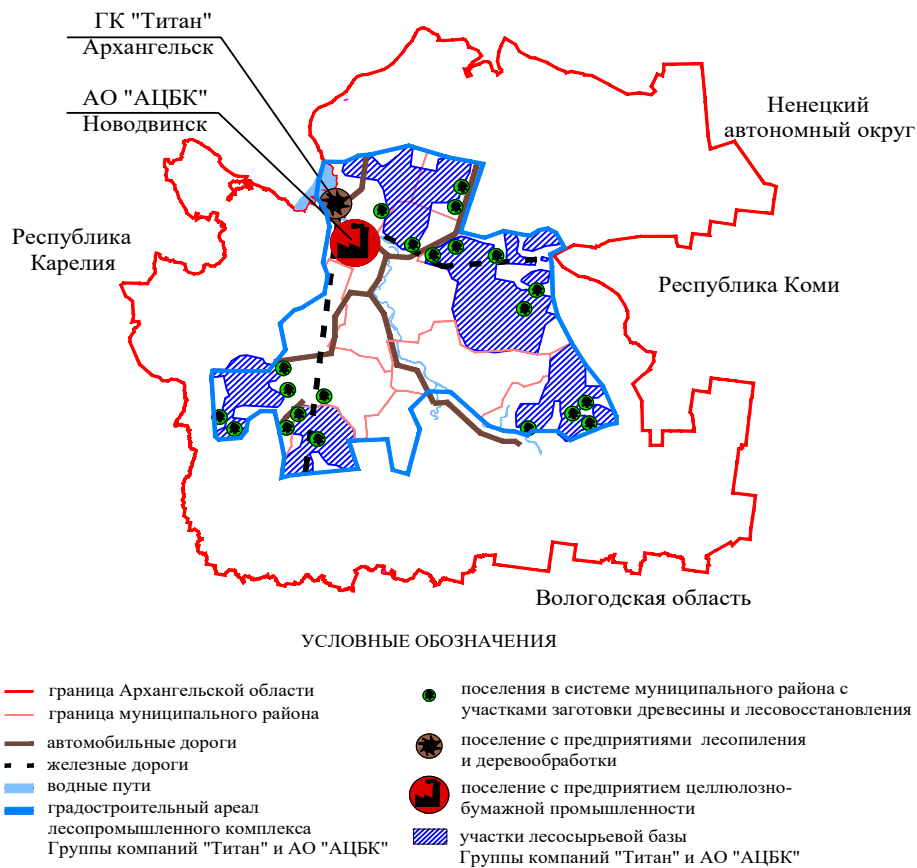 ГК "Титан"
Архангельск
АО "АЦБК"
Новодвинск
Ненецкий
автономный округ
Республика
Карелия
Республика Коми
Вологодская область
УСЛОВНЫЕ ОБОЗНАЧЕНИЯ
граница Архангельской области
граница муниципального района
автомобильные дороги
железные дороги
водные пути
градостроительный ареал
лесопромышленного комплекса
Группы компаний "Титан" и АО "АЦБК"
поселения в системе муниципального района с
участками заготовки древесины и лесовосстановления
поселение с предприятиями лесопиления
и деревообработки
поселение с предприятием целлюлозно-
бумажной промышленности
участки лесосырьевой базы
Группы компаний "Титан" и АО "АЦБК"